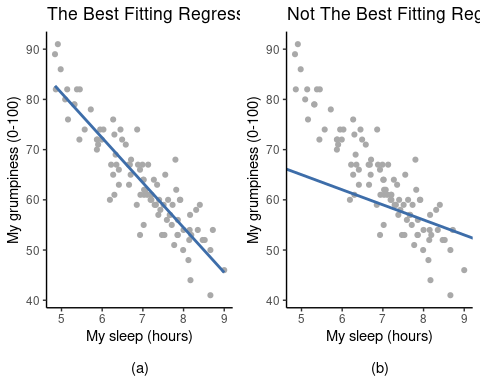 The Best Fitting Regress
Not The Best Fitting Reg
90
80
70
60
50
40
My grumpiness (0-100)
5
6
7
8
9
My sleep (hours)
(a)
90
80
70
60
50
40
My grumpiness (0-100)
5
6
7
8
9
My sleep (hours)
(b)